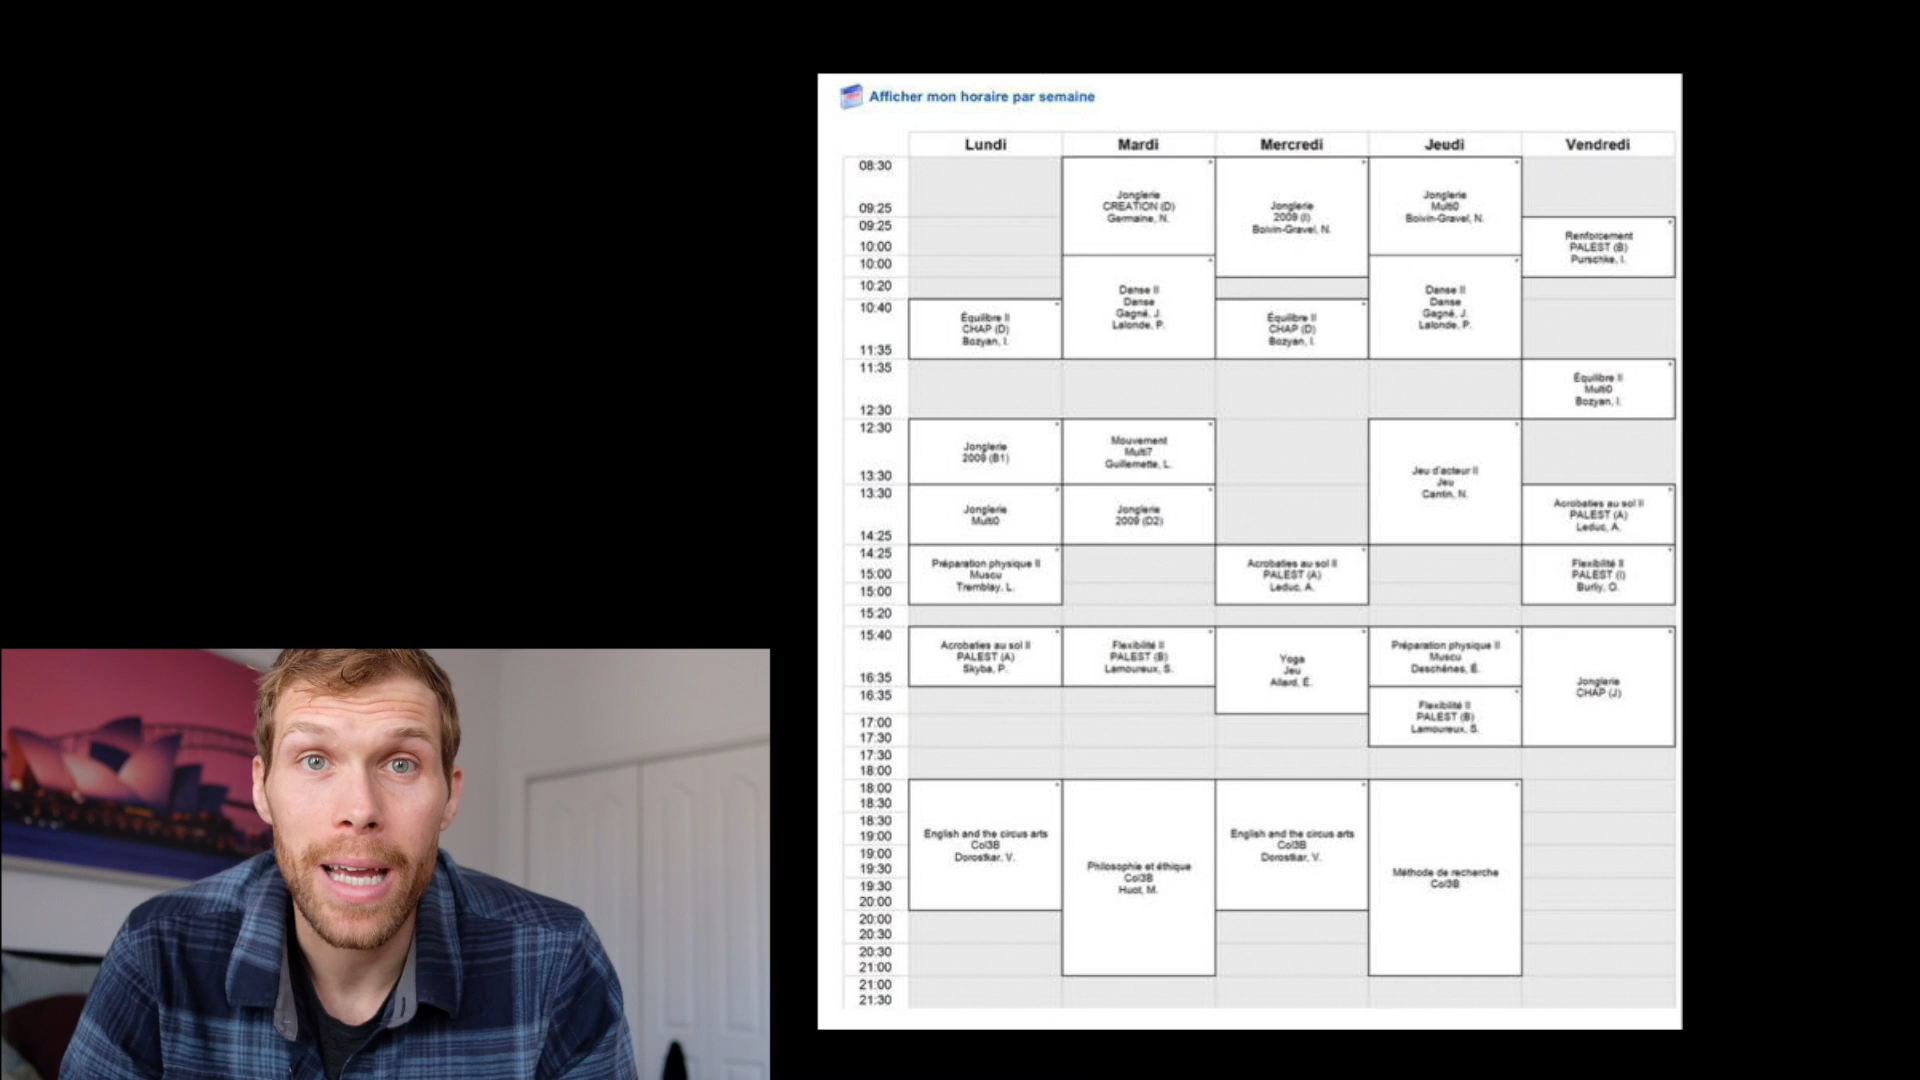 Afficher mon horaire par semaine
Lundi Mardi Mercredi Jeudi Vendredi
08:30
09:25
09:25
10:00
10:00
10:20
10:40
11:35
11:35
12:30
12:30
13:30
13:30
14:25
14:25
15:00
15:00
15:20
15:40
16:35
16:35
17:00
17:30
17:30
18:00
18:00
18:30
18:30
19:00
19:00
19:30
19:30
20:00
20:00
20:30
20:30
21:00
21:00
21:30
Équilibre II
CHAP (D)
Bozyan, I.
Jonglerie
2009 (B1)
Jonglerie
Multi0
Préparation physique II
Muscu
Tremblay, L.
Acrobaties au sol II
PALEST (A)
Skyba, P.
English and the circus arts
Col3B
Dorostkar, V.
Jonglerie
CREATION (D)
Germaine, N.
Danse II
Danse
Gagné, J.
Lalonde, P.
Mouvement
Multi7
Guillemette, L.
Jonglerie
2009 (D2)
Flexibilité II
PALEST (B)
Lamoureux, S.
Philosophie et éthique
Col3B
Huot, M.
Jonglerie
2009 (I)
Boivin-Gravel, N.
Équilibre II
CHAP (D)
Bozyan, I.
Acrobaties au sol II
PALEST (A)
Leduc, A.
Yoga
Jeu
Allard, É.
English and the circus arts
Col3B
Dorostkar, V.
Jonglerie
Multi0
Boivin-Gravel, N.
Danse II
Danse
Gagné, J.
Lalonde, P.
Jeu d'acteur II
Jeu
Cantin, N.
Préparation physique II
Muscu
Deschênes, É.
Flexibilité II
PALEST (B)
Lamoureux, S.
Méthode de recherche
Col3B
Renforcement
PALEST (B)
Purschke, I.
Équilibre II
Multi0
Bozyan, I.
Acrobaties au sol II
PALEST (A)
Leduc, A.
Flexibilité II
PALEST (I)
Burliy, O.
Jonglerie
CHAP (J)